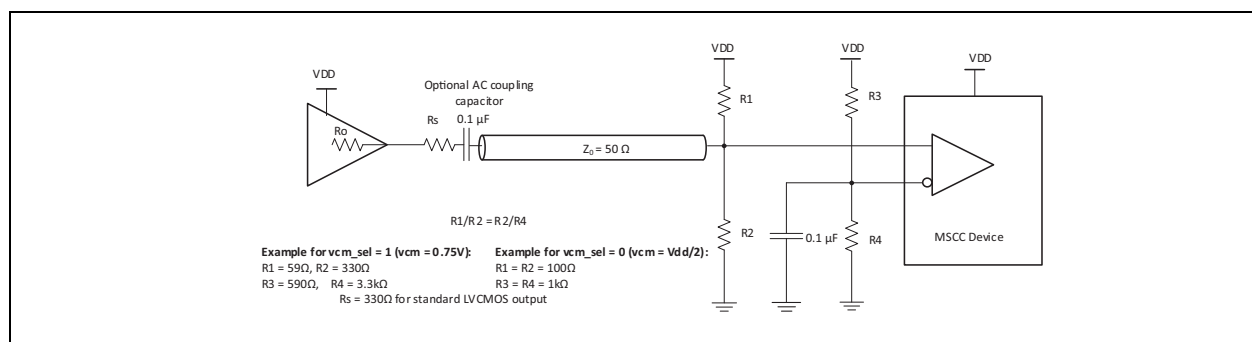 VDD
VDD
VDD
VDD
Optional AC coupling
capacitor
0.1 µF
Rs
Ro
R1
R3
Z0 = 50 Ω
R1/R2 = R2/R4
R2
0.1 µF
R4
MSCC Device
Example for vcm_sel = 1 (vcm = 0.75V):
R1 = 59Ω, R2 = 330Ω
R3 = 590Ω, R4 = 3.3kΩ
Example for vcm_sel = 0 (vcm = Vdd/2):
R1 = R2 = 100Ω
R3 = R4 = 1kΩ
Rs = 330Ω for standard LVCMOS output